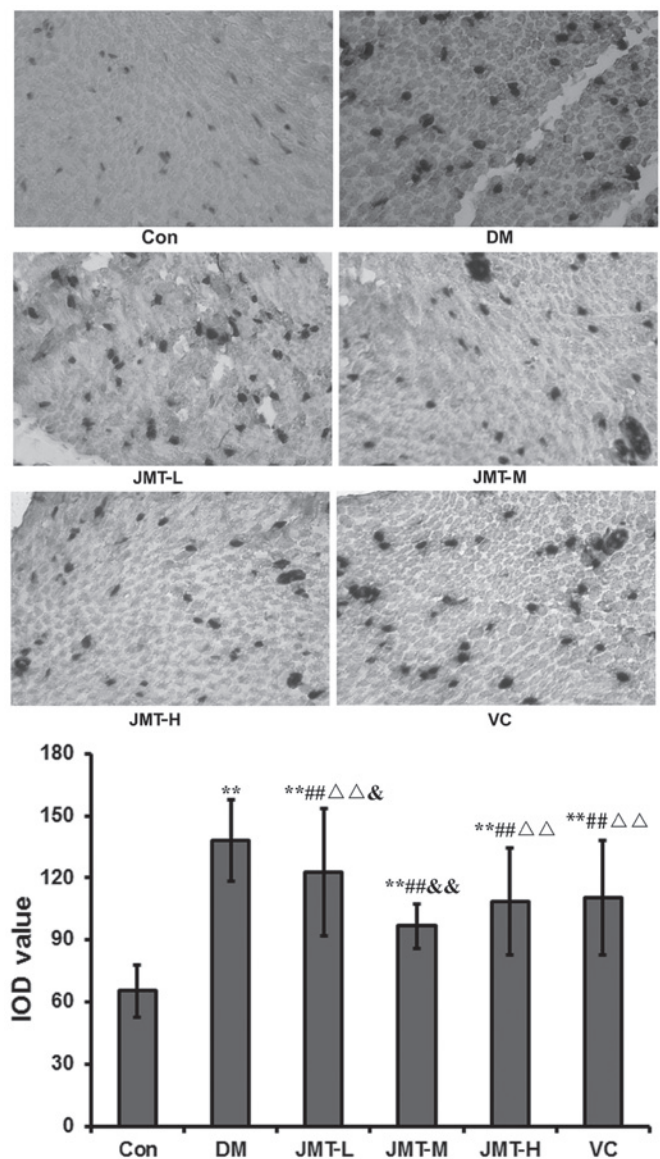 Con DM
JMT-L JMT-M
JMT-H VC
180
150
120
90
60
30
0
IOD value
**
**##△△&
**##&&
**##△△
**##△△
Con DM JMT-L JMT-M JMT-H VC